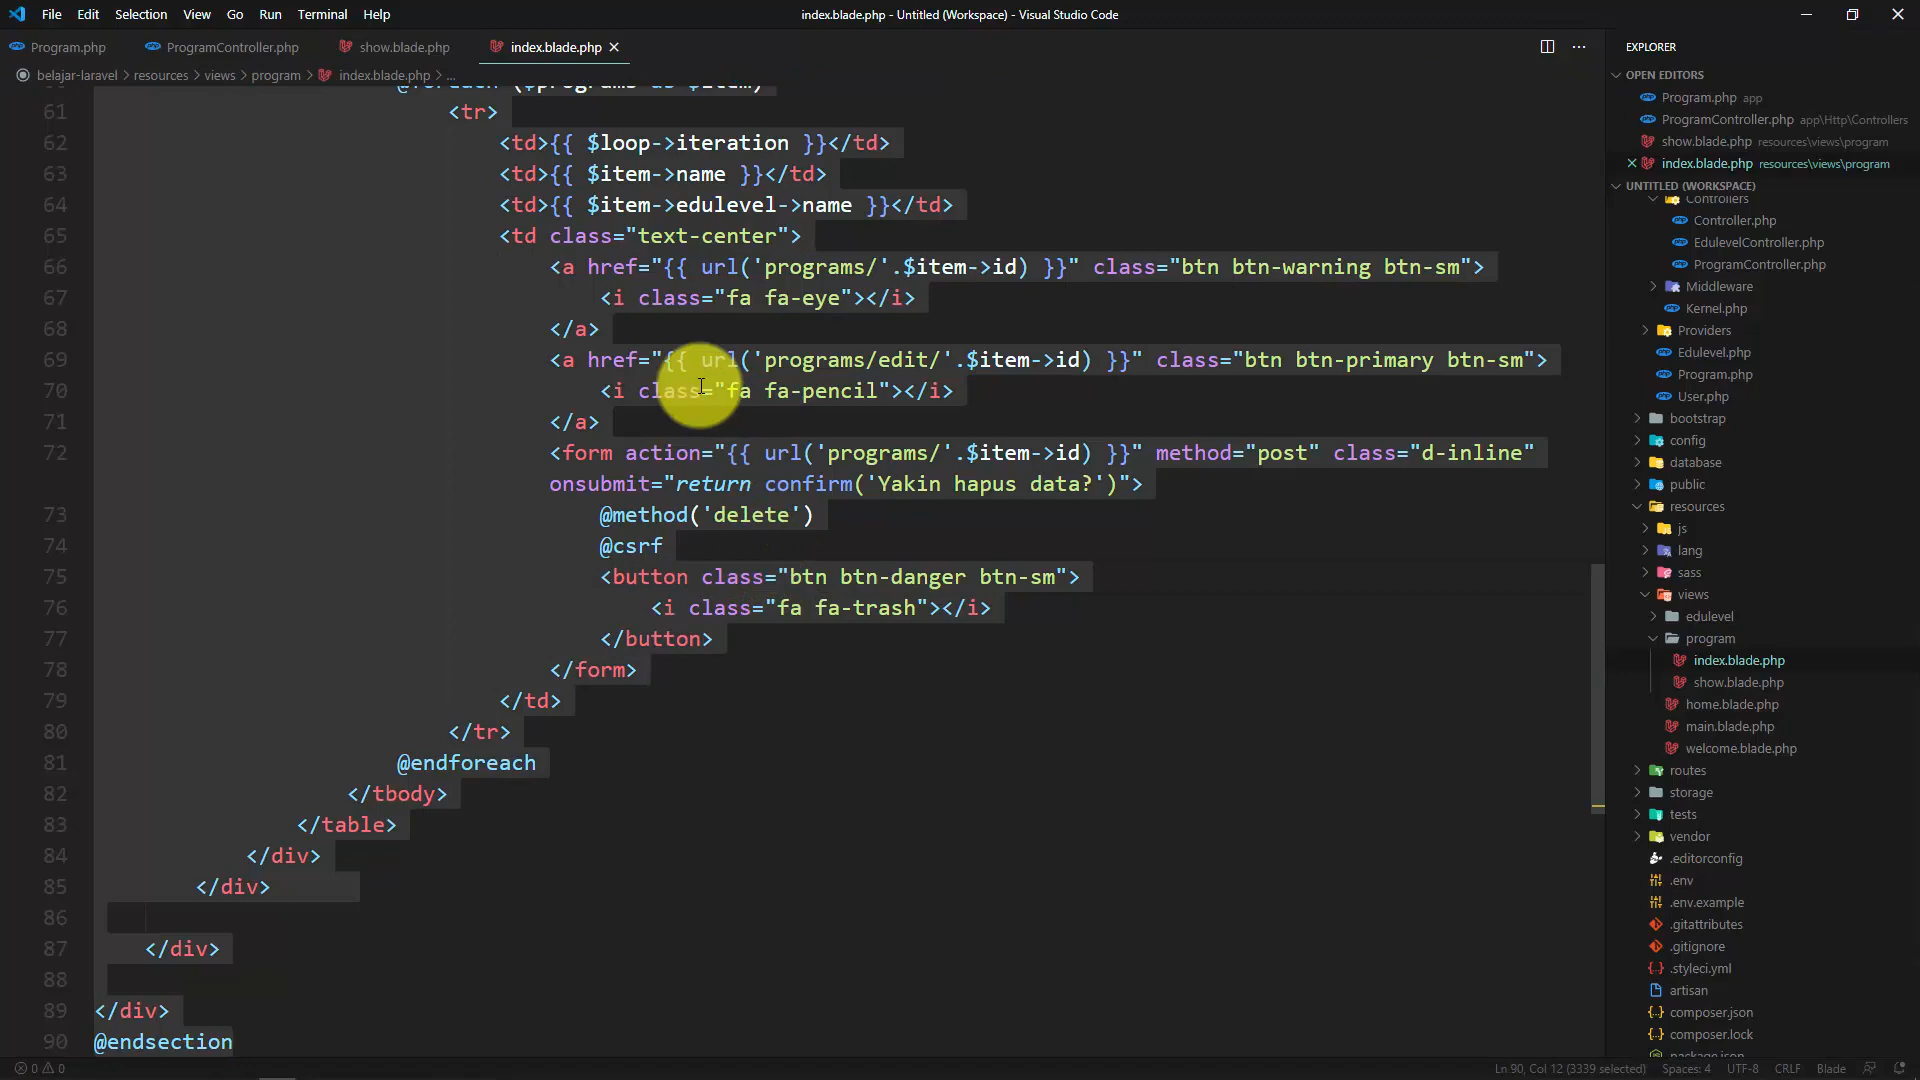 File Edit Selection View Go Run Terminal Help
index.blade.php - Untitled (Workspace) - Visual Studio Code
Program.php ProgramController.php show.blade.php index.blade.php
belajar-laravel > resources > views > program > index.blade.php > ...
@foreach ($programs as $item)
61 <tr>
62 <td>{{ $loop->iteration }}</td>
63 <td>{{ $item->name }}</td>
64 <td>{{ $item->edulevel->name }}</td>
65 <td class="text-center">
66 <a href="{{ url('programs/'.$item->id) }}" class="btn btn-warning btn-sm">
67 <i class="fa fa-eye"></i>
68 </a>
69 <a href="{{ url('programs/edit/'.$item->id) }}" class="btn btn-primary btn-sm">
70 <i class="fa fa-pencil"></i>
71 </a>
72 <form action="{{ url('programs/'.$item->id) }}" method="post" class="d-inline"
onsubmit="return confirm('Yakin hapus data?')">
73 @method('delete')
74 @csrf
75 <button class="btn btn-danger btn-sm">
76 <i class="fa fa-trash"></i>
77 </button>
78 </form>
79 </td>
80 </tr>
81 @endforeach
82 </tbody>
83 </table>
84 </div>
85 </div>
86
87 </div>
88
89 </div>
90 @endsection
EXPLORER
OPEN EDITORS
Program.php app
ProgramController.php app\Http\Controllers
show.blade.php resources\views\program
index.blade.php resources\views\program
UNTITLED (WORKSPACE)
Controllers
Controller.php
EdulevelController.php
ProgramController.php
Middleware
Kernel.php
Providers
Edulevel.php
Program.php
User.php
bootstrap
config
database
public
resources
js
lang
sass
views
edulevel
program
index.blade.php
show.blade.php
home.blade.php
main.blade.php
welcome.blade.php
routes
storage
tests
vendor
.editorconfig
.env
.env.example
.gitattributes
.gitignore
.styleci.yml
artisan
composer.json
composer.lock
package.json
0 0
Ln 90, Col 12 (3339 selected) Spaces: 4 UTF-8 CRLF Blade